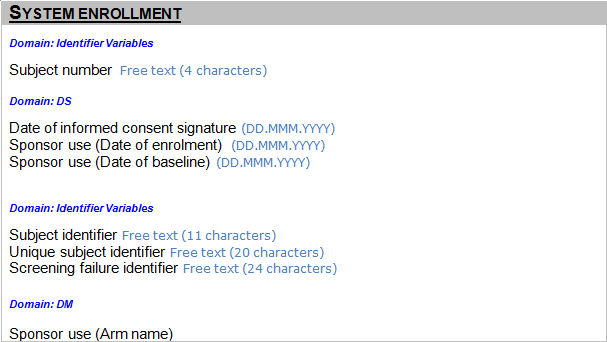 SYSTEM ENROLLMENT
Domain: Identifier Variables
Subject number Free text (4 characters)
Domain: DS
Date of informed consent signature (DD.MMM.YYYY)
Sponsor use (Date of enrolment) (DD.MMM.YYYY)
Sponsor use (Date of baseline) (DD.MMM.YYYY)
Domain: Identifier Variables
Subject identifier Free text (11 characters)
Unique subject identifier Free text (20 characters)
Screening failure identifier Free text (24 characters)
Domain: DM
Sponsor use (Arm name)